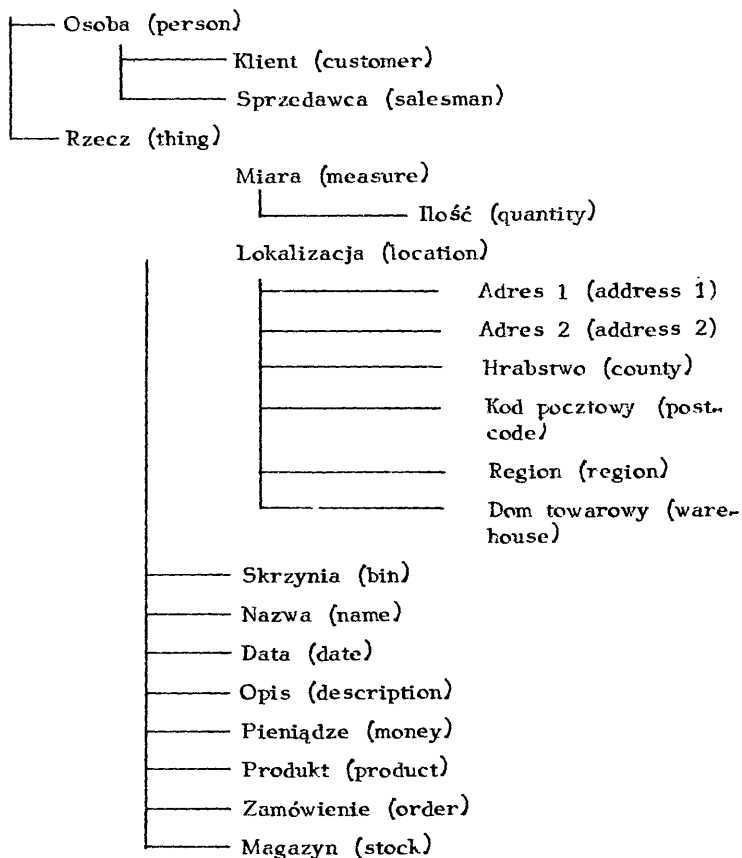 Osoba (person)
Klient (customer)
Sprzedawca (salesman)
Rzecz (thing)
Miara (measure)
Ilość (quantity)
Lokalizacja (location)
Adres 1 (address 1)
Adres 2 (address 2)
Hrabstwo (county)
Kod pocztowy (post-
code)
Region (region)
Dom towarowy (ware-
house)
Skrzynia (bin)
Nazwa (name)
Data (date)
Opis (description)
Pieniądze (money)
Produkt (product)
Zamówienie (order)
Magazyn (stock)